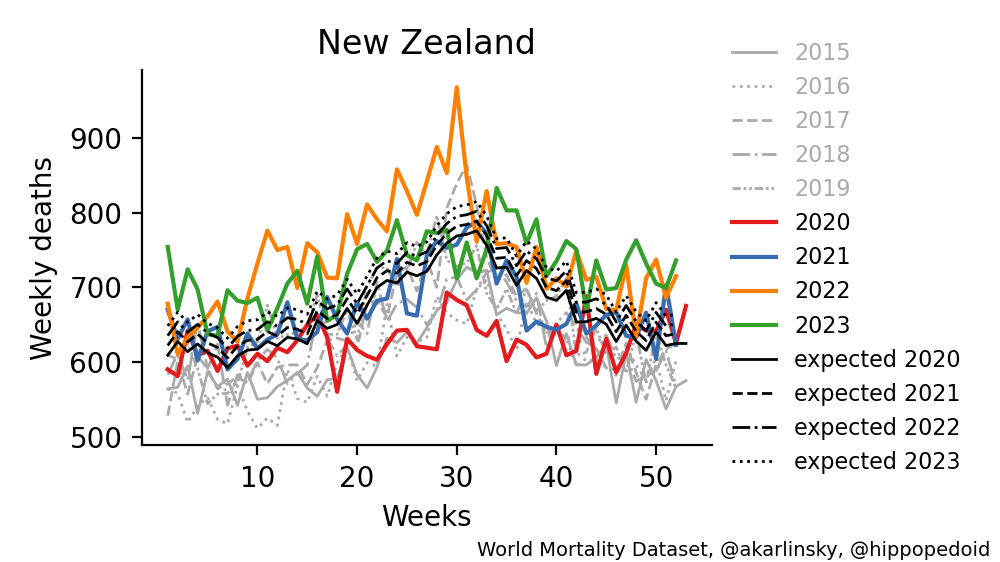 New Zealand
Weekly deaths
900
800
700
600
500
10 20 30 40 50
Weeks
2015
2016
2017
2018
2019
2020
2021
2022
2023
expected 2020
expected 2021
expected 2022
expected 2023
World Mortality Dataset, @akarlinsky, @hippopedoid